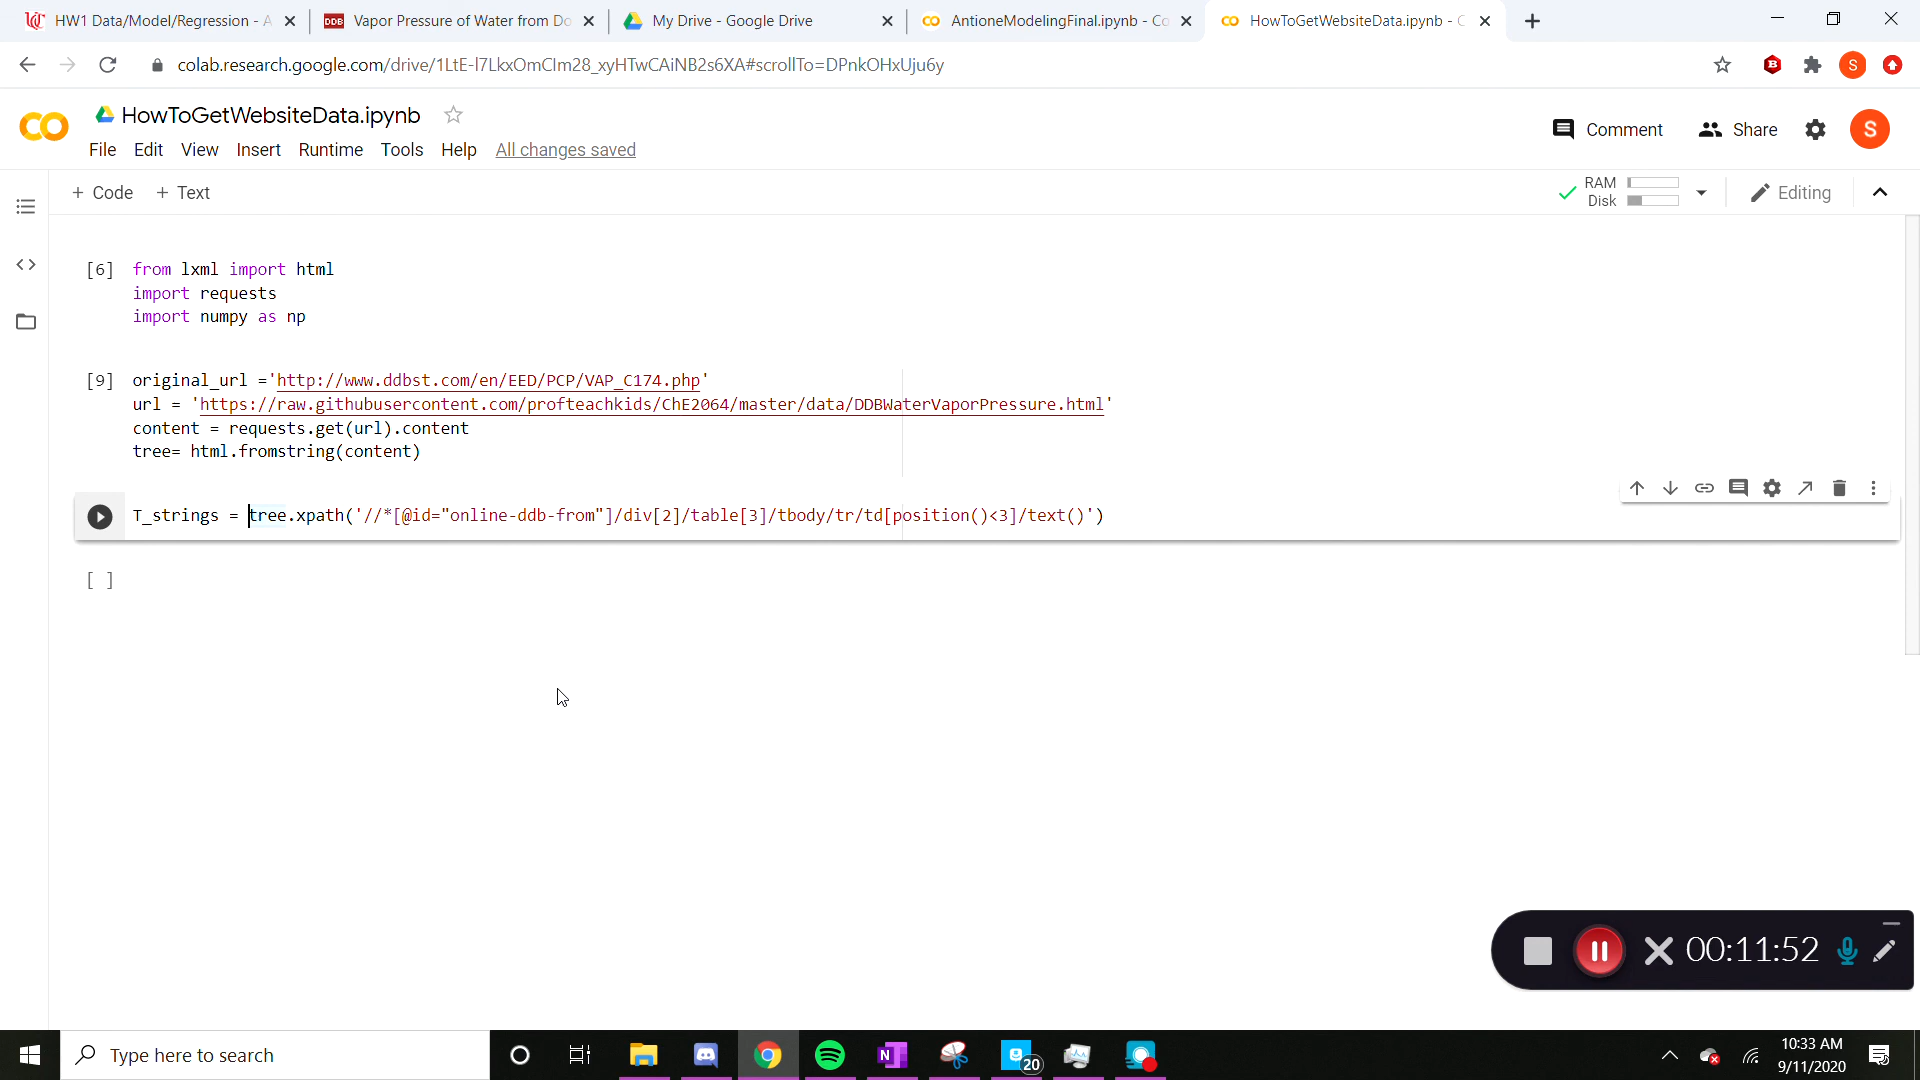 HW1 Data/Model/Regression - A
DDB Vapor Pressure of Water from Do
My Drive - Google Drive
AntioneModelingFinal.ipynb - Co
HowToGetWebsiteData.ipynb - C
colab.research.google.com/drive/1LtE-l7LkxOmCIm28_xyHTwCAiNB2s6XA#scrollTo=DPnkOHxUju6y
S
HowToGetWebsiteData.ipynb
Comment Share S
File Edit View Insert Runtime Tools Help All changes saved
+ Code + Text
RAM
Disk
Editing
[6] from lxml import html
import requests
import numpy as np
[9] original_url ='http://www.ddbst.com/en/EED/PCP/VAP_C174.php'
url = 'https://raw.githubusercontent.com/profteachkids/ChE2064/master/data/DDBWaterVaporPressure.html'
content = requests.get(url).content
tree= html.fromstring(content)
T_strings = tree.xpath('//*[@id="online-ddb-from"]/div[2]/table[3]/tbody/tr/td[position()<3]/text()')
[ ]
00:11:52
Type here to search
N
20
10:33 AM
9/11/2020